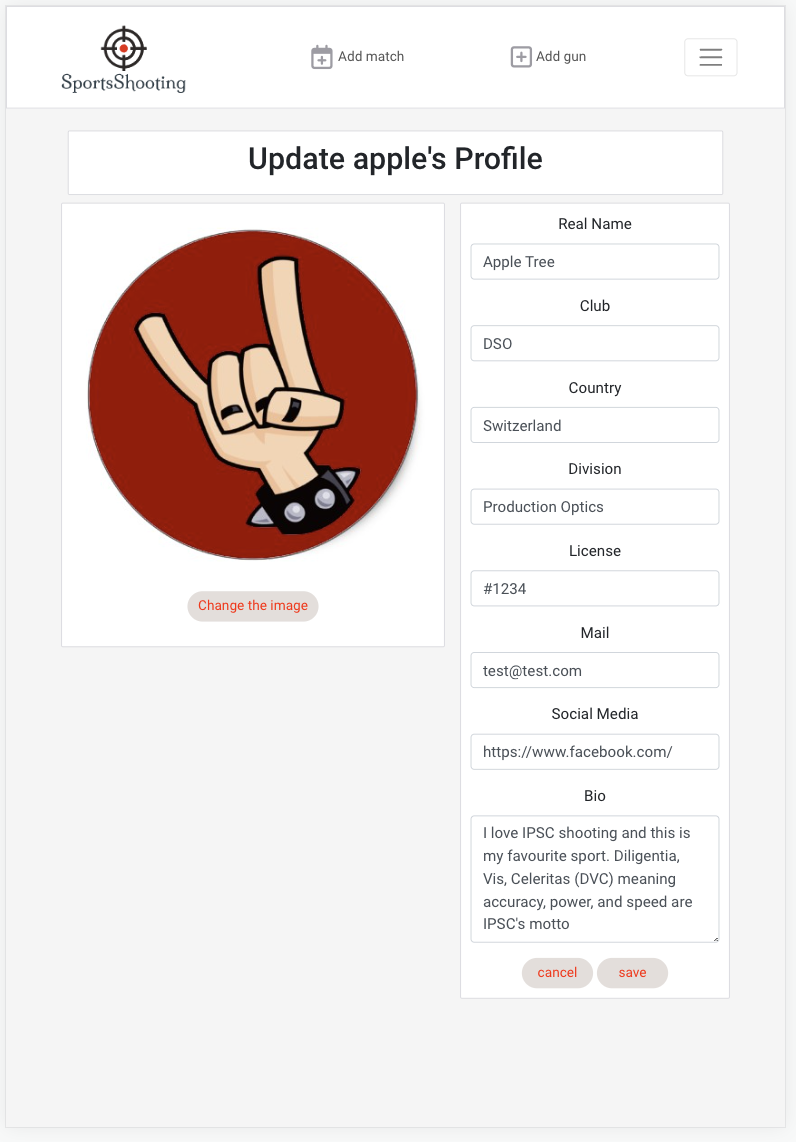 SportsShooting
Add match
Add gun
Update apple's Profile
Change the image
Real Name
Apple Tree
Club
DSO
Country
Switzerland
Division
Production Optics
License
#1234
Mail
test@test.com
Social Media
https://www.facebook.com/
Bio
I love IPSC shooting and this is
my favourite sport. Diligentia,
Vis, Celeritas (DVC) meaning
accuracy, power, and speed are
IPSC's motto
cancel
save